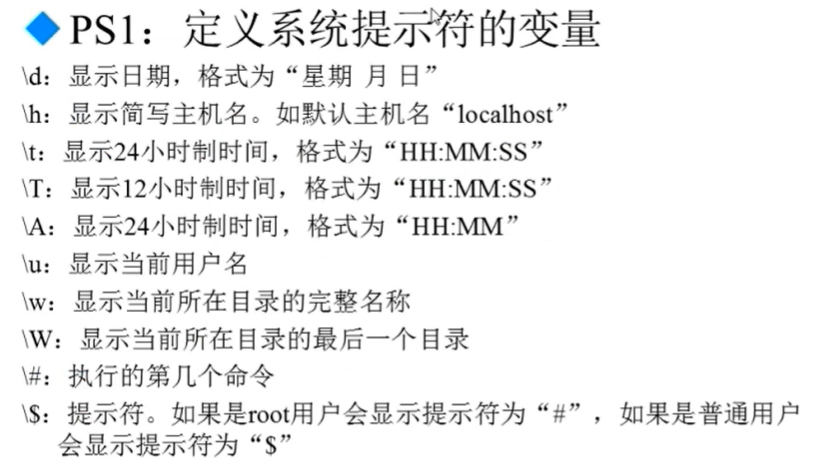 PS1：定义系统提示符的变量
\d：显示日期，格式为“星期 月 日”
\h：显示简写主机名。如默认主机名“localhost”
\t：显示24小时制时间，格式为“HH:MM:SS”
\T：显示12小时制时间，格式为“HH:MM:SS”
\A：显示24小时制时间，格式为“HH:MM”
\u：显示当前用户名
\w：显示当前所在目录的完整名称
\W：显示当前所在目录的最后一个目录
\#：执行的第几个命令
\$：提示符。如果是root用户会显示提示符为“#”，如果是普通用户
会显示提示符为“$”